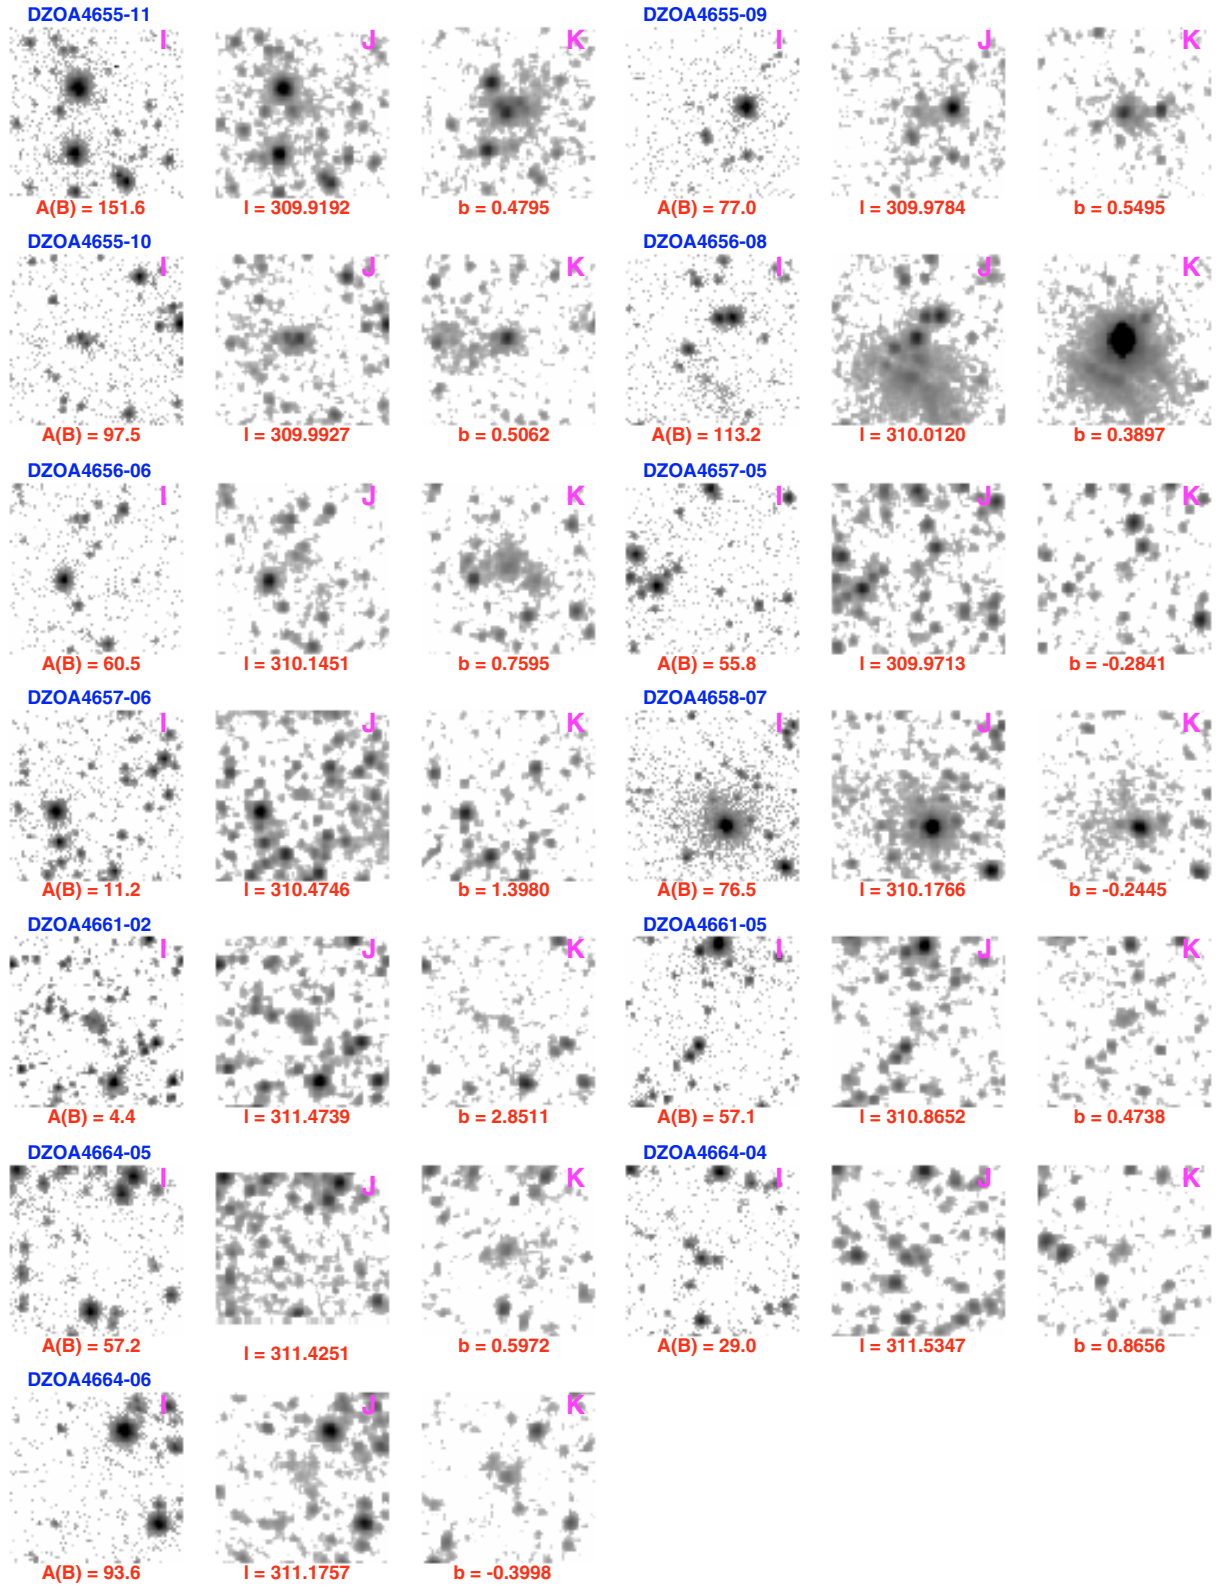 DZOA4655-11 DZOA4655-09
I J K I J K
A(B) = 151.6 l = 309.9192 b = 0.4795 A(B) = 77.0 l = 309.9784 b = 0.5495
DZOA4655-10 DZOA4656-08
I J K I J K
A(B) = 97.5 l = 309.9927 b = 0.5062 A(B) = 113.2 l = 310.0120 b = 0.3897
DZOA4656-06 DZOA4657-05
I J K I J K
A(B) = 60.5 l = 310.1451 b = 0.7595 A(B) = 55.8 l = 309.9713 b = -0.2841
DZOA4657-06 DZOA4658-07
I J K I J K
A(B) = 11.2 l = 310.4746 b = 1.3980 A(B) = 76.5 l = 310.1766 b = -0.2445
DZOA4661-02 DZOA4661-05
I J K I J K
A(B) = 4.4 l = 311.4739 b = 2.8511 A(B) = 57.1 l = 310.8652 b = 0.4738
DZOA4664-05 DZOA4664-04
I J K I J K
A(B) = 57.2 l = 311.4251 b = 0.5972 A(B) = 29.0 l = 311.5347 b = 0.8656
DZOA4664-06
I J K
A(B) = 93.6 l = 311.1757 b = -0.3998